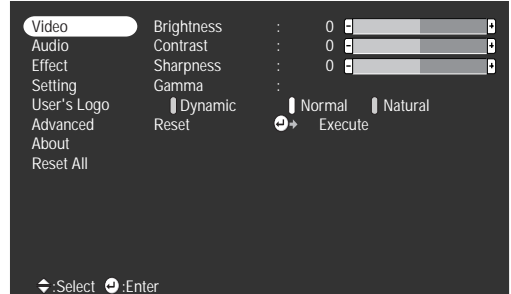 Video Brightness : 0 - +
Audio Contrast : 0 - +
Effect Sharpness : 0 - +
Setting Gamma :
User's Logo Dynamic Normal Natural
Advanced Reset Execute
About
Reset All
:Select :Enter